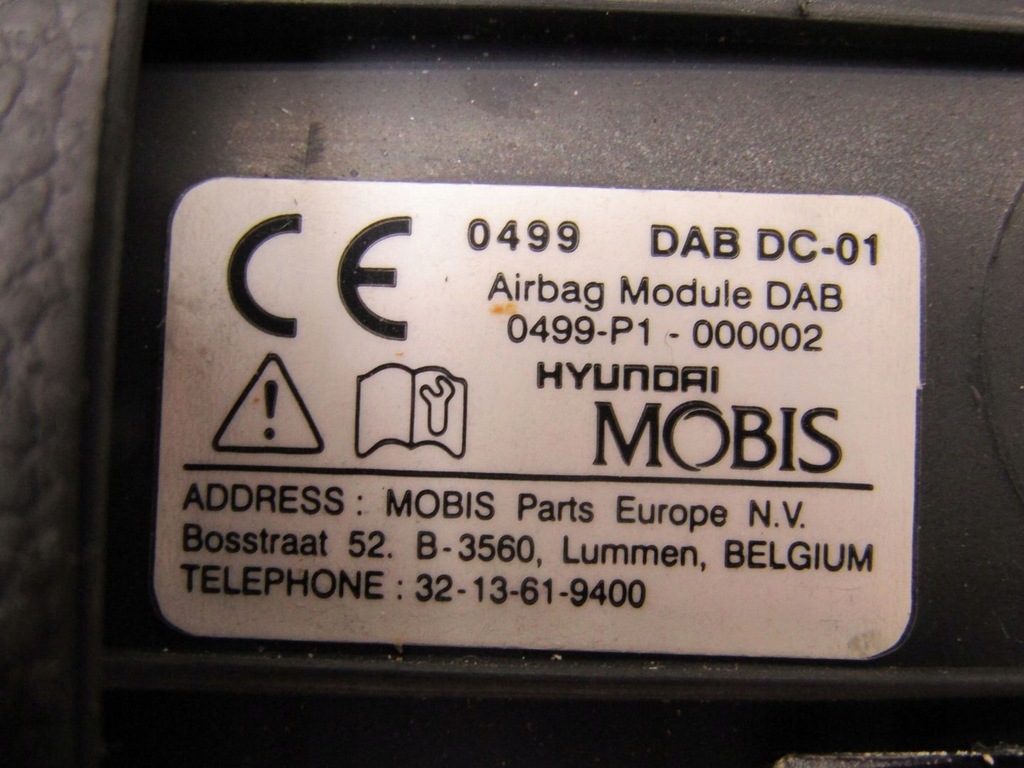 CE 0499 DAB DC-01
Airbag Module DAB
0499-P1 - 000002
HYUNDAI
MOBIS
ADDRESS : MOBIS Parts Europe N.V.
Bosstraat 52. B-3560, Lummen, BELGIUM
TELEPHONE : 32-13-61-9400